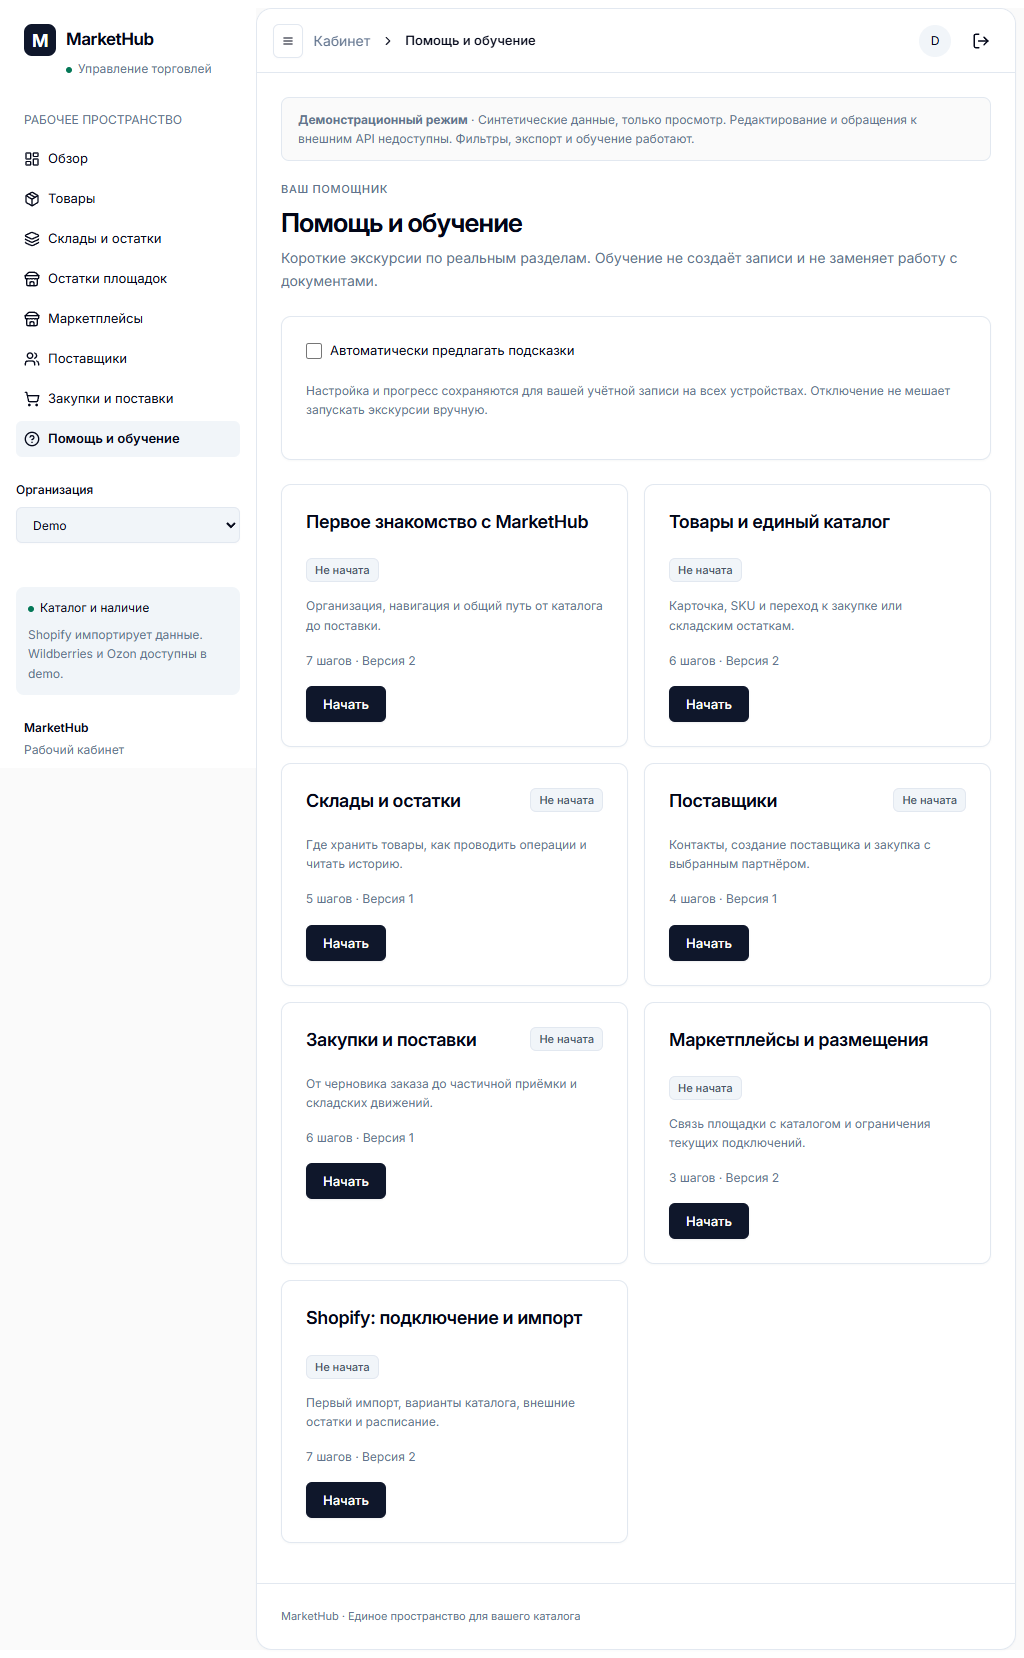 M MarketHub
Управление торговлей
РАБОЧЕЕ ПРОСТРАНСТВО
Обзор
Товары
Склады и остатки
Остатки площадок
Маркетплейсы
Поставщики
Закупки и поставки
Помощь и обучение
Организация
Demo
Каталог и наличие
Shopify импортирует данные.
Wildberries и Ozon доступны в
demo.
MarketHub
Рабочий кабинет
Кабинет > Помощь и обучение
D
Демонстрационный режим · Синтетические данные, только просмотр. Редактирование и обращения к
внешним API недоступны. Фильтры, экспорт и обучение работают.
ВАШ ПОМОЩНИК
Помощь и обучение
Короткие экскурсии по реальным разделам. Обучение не создаёт записи и не заменяет работу с
документами.
Автоматически предлагать подсказки
Настройка и прогресс сохраняются для вашей учётной записи на всех устройствах. Отключение не мешает
запускать экскурсии вручную.
Первое знакомство с MarketHub
Не начата
Организация, навигация и общий путь от каталога
до поставки.
7 шагов · Версия 2
Начать
Товары и единый каталог
Не начата
Карточка, SKU и переход к закупке или
складским остаткам.
6 шагов · Версия 2
Начать
Склады и остатки
Не начата
Где хранить товары, как проводить операции и
читать историю.
5 шагов · Версия 1
Начать
Поставщики
Не начата
Контакты, создание поставщика и закупка с
выбранным партнёром.
4 шагов · Версия 1
Начать
Закупки и поставки
Не начата
От черновика заказа до частичной приёмки и
складских движений.
6 шагов · Версия 1
Начать
Маркетплейсы и размещения
Не начата
Связь площадки с каталогом и ограничения
текущих подключений.
3 шагов · Версия 2
Начать
Shopify: подключение и импорт
Не начата
Первый импорт, варианты каталога, внешние
остатки и расписание.
7 шагов · Версия 2
Начать
MarketHub · Единое пространство для вашего каталога